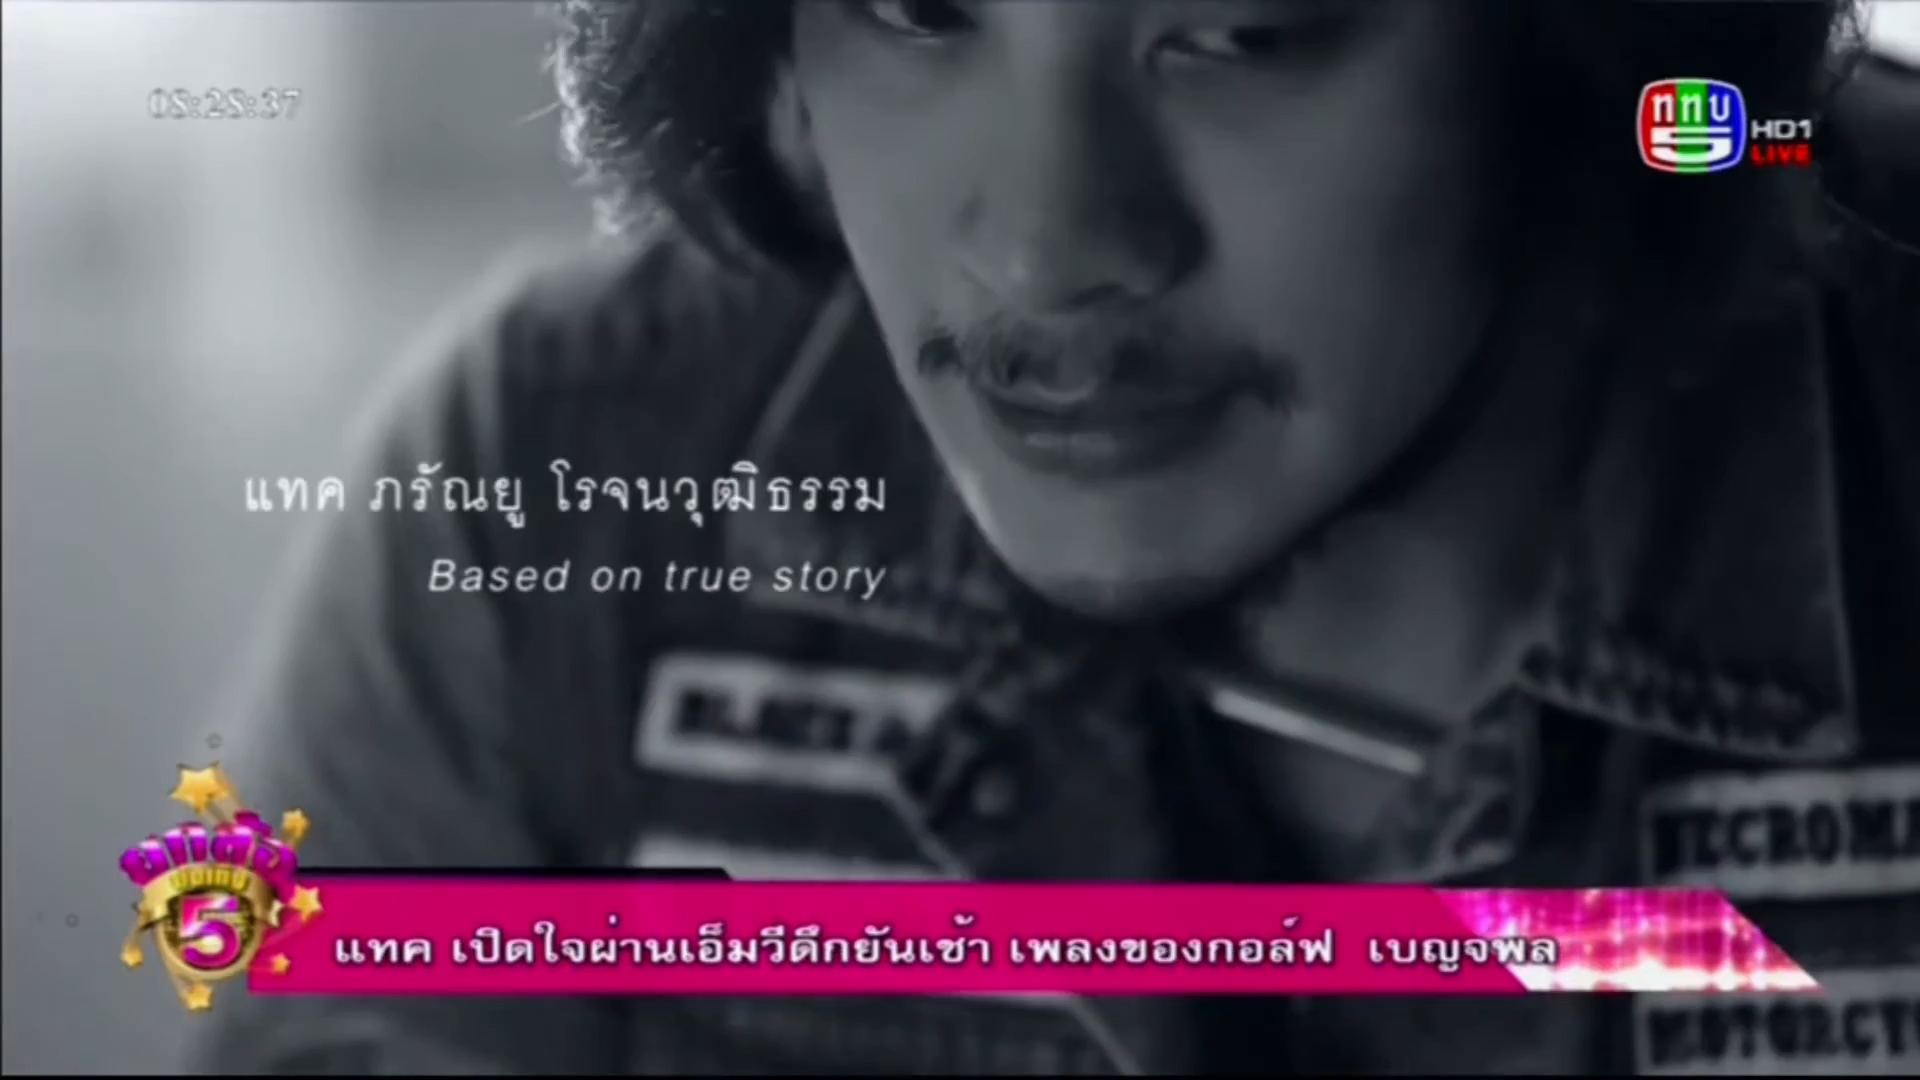 08:28:37
ททบ
5
HD1
LIVE
แทค ภรัณยู โรจนวุฒิธรรม
Based on true story
NECROMA
MOTORCY
5
แทค เปิดใจผ่านเอ็มวีดึกยันเช้า เพลงของกอล์ฟ เบญจพล